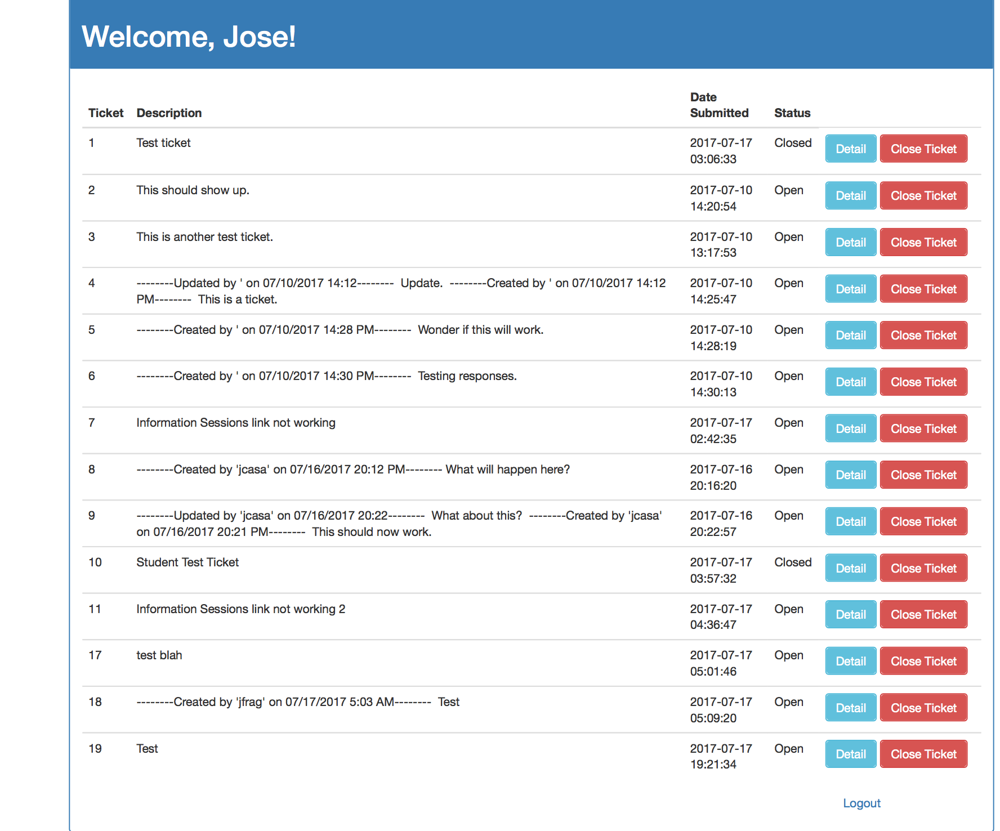 Welcome, Jose!
Ticket Description Date Submitted Status
1 Test ticket 2017-07-17 03:06:33 Closed Detail Close Ticket
2 This should show up. 2017-07-10 14:20:54 Open Detail Close Ticket
3 This is another test ticket. 2017-07-10 13:17:53 Open Detail Close Ticket
4 --------Updated by ' on 07/10/2017 14:12-------- Update. --------Created by ' on 07/10/2017 14:12 PM-------- This is a ticket. 2017-07-10 14:25:47 Open Detail Close Ticket
5 --------Created by ' on 07/10/2017 14:28 PM-------- Wonder if this will work. 2017-07-10 14:28:19 Open Detail Close Ticket
6 --------Created by ' on 07/10/2017 14:30 PM-------- Testing responses. 2017-07-10 14:30:13 Open Detail Close Ticket
7 Information Sessions link not working 2017-07-17 02:42:35 Open Detail Close Ticket
8 --------Created by 'jcasa' on 07/16/2017 20:12 PM-------- What will happen here? 2017-07-16 20:16:20 Open Detail Close Ticket
9 --------Updated by 'jcasa' on 07/16/2017 20:22-------- What about this? --------Created by 'jcasa' on 07/16/2017 20:21 PM-------- This should now work. 2017-07-16 20:22:57 Open Detail Close Ticket
10 Student Test Ticket 2017-07-17 03:57:32 Closed Detail Close Ticket
11 Information Sessions link not working 2 2017-07-17 04:36:47 Open Detail Close Ticket
17 test blah 2017-07-17 05:01:46 Open Detail Close Ticket
18 --------Created by 'jfrag' on 07/17/2017 5:03 AM-------- Test 2017-07-17 05:09:20 Open Detail Close Ticket
19 Test 2017-07-17 19:21:34 Open Detail Close Ticket
Logout